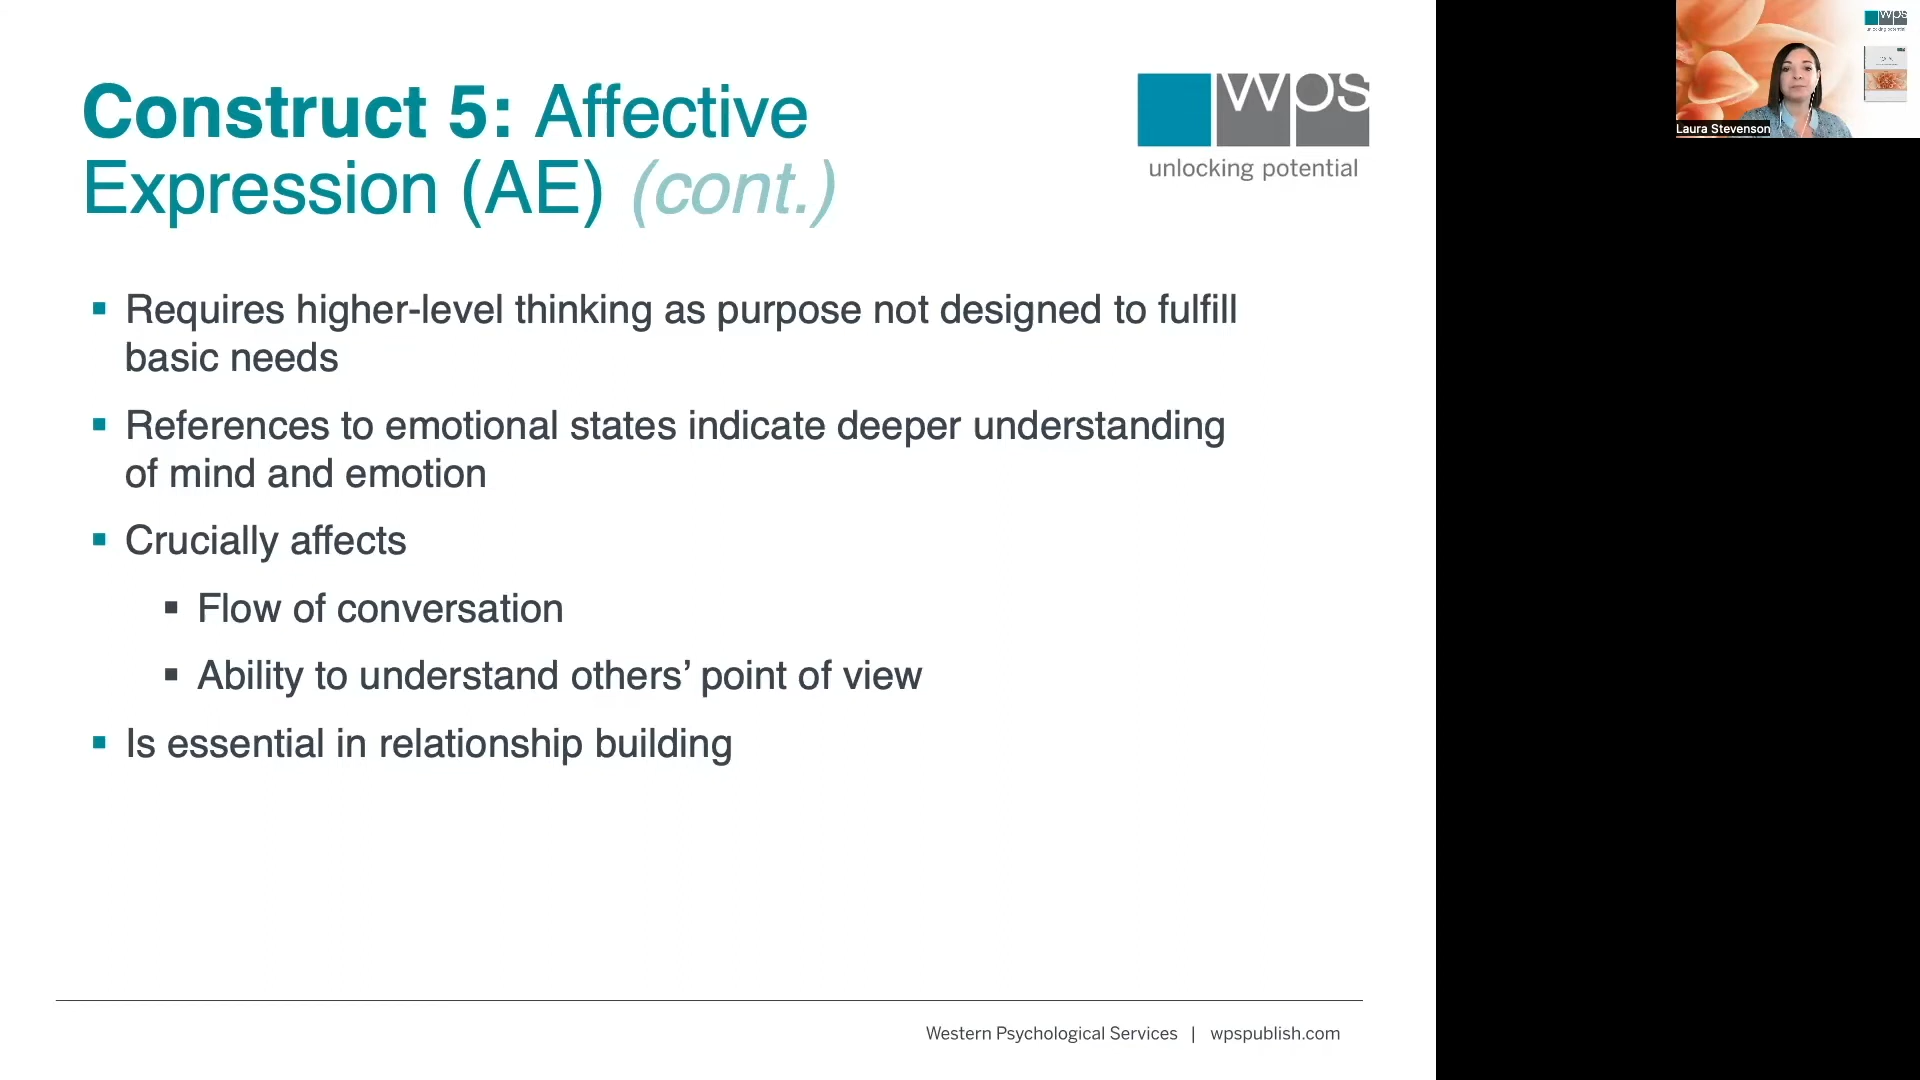 Construct 5: Affective
Expression (AE) (cont.)
wps
unlocking potential
Requires higher-level thinking as purpose not designed to fulfill
basic needs
References to emotional states indicate deeper understanding
of mind and emotion
Crucially affects
Flow of conversation
Ability to understand others’ point of view
Is essential in relationship building
Western Psychological Services | wpspublish.com
wps
Laura Stevenson